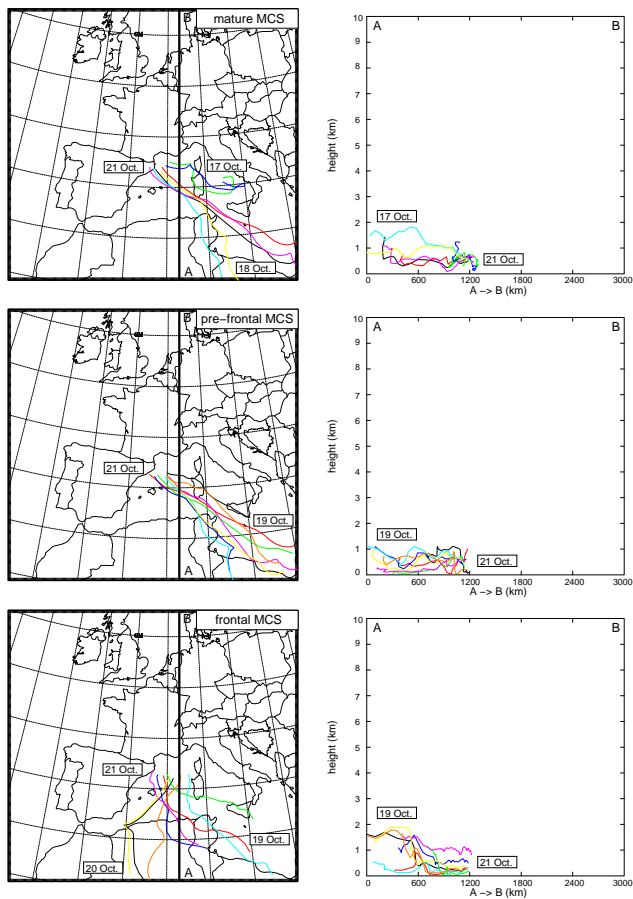 mature MCS
B
21 Oct.
17 Oct.
18 Oct.
A
10
9
8
7
6
5
4
3
2
1
0
height (km)
A
B
17 Oct.
21 Oct.
0 600 1200 1800 2400 3000
A -> B (km)
pre-frontal MCS
B
21 Oct.
19 Oct.
A
10
9
8
7
6
5
4
3
2
1
0
height (km)
A
B
19 Oct.
21 Oct.
0 600 1200 1800 2400 3000
A -> B (km)
frontal MCS
B
21 Oct.
19 Oct.
20 Oct.
A
10
9
8
7
6
5
4
3
2
1
0
height (km)
A
B
19 Oct.
21 Oct.
0 600 1200 1800 2400 3000
A -> B (km)